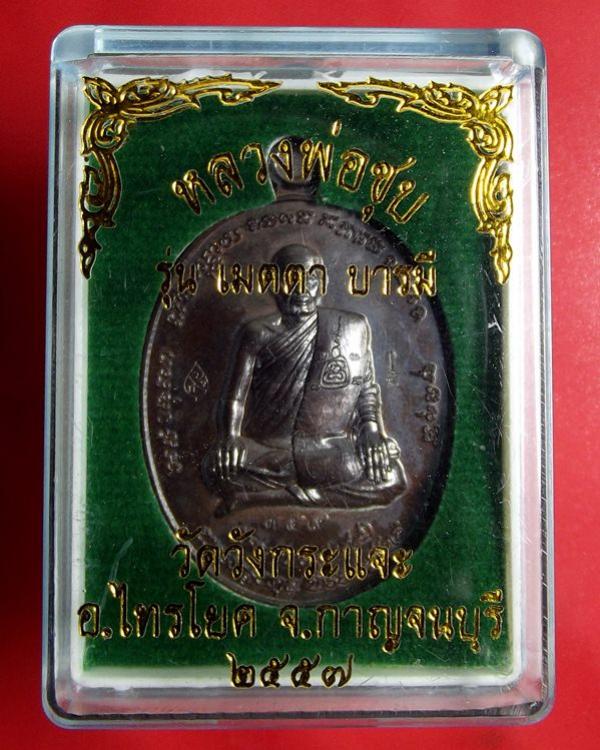 หลวงพ่อชุบ
รุ่น เมตตา บารมี
วัดวังกระแจะ
อ.ไทรโยค จ.กาญจนบุรี
๒๕๕๗